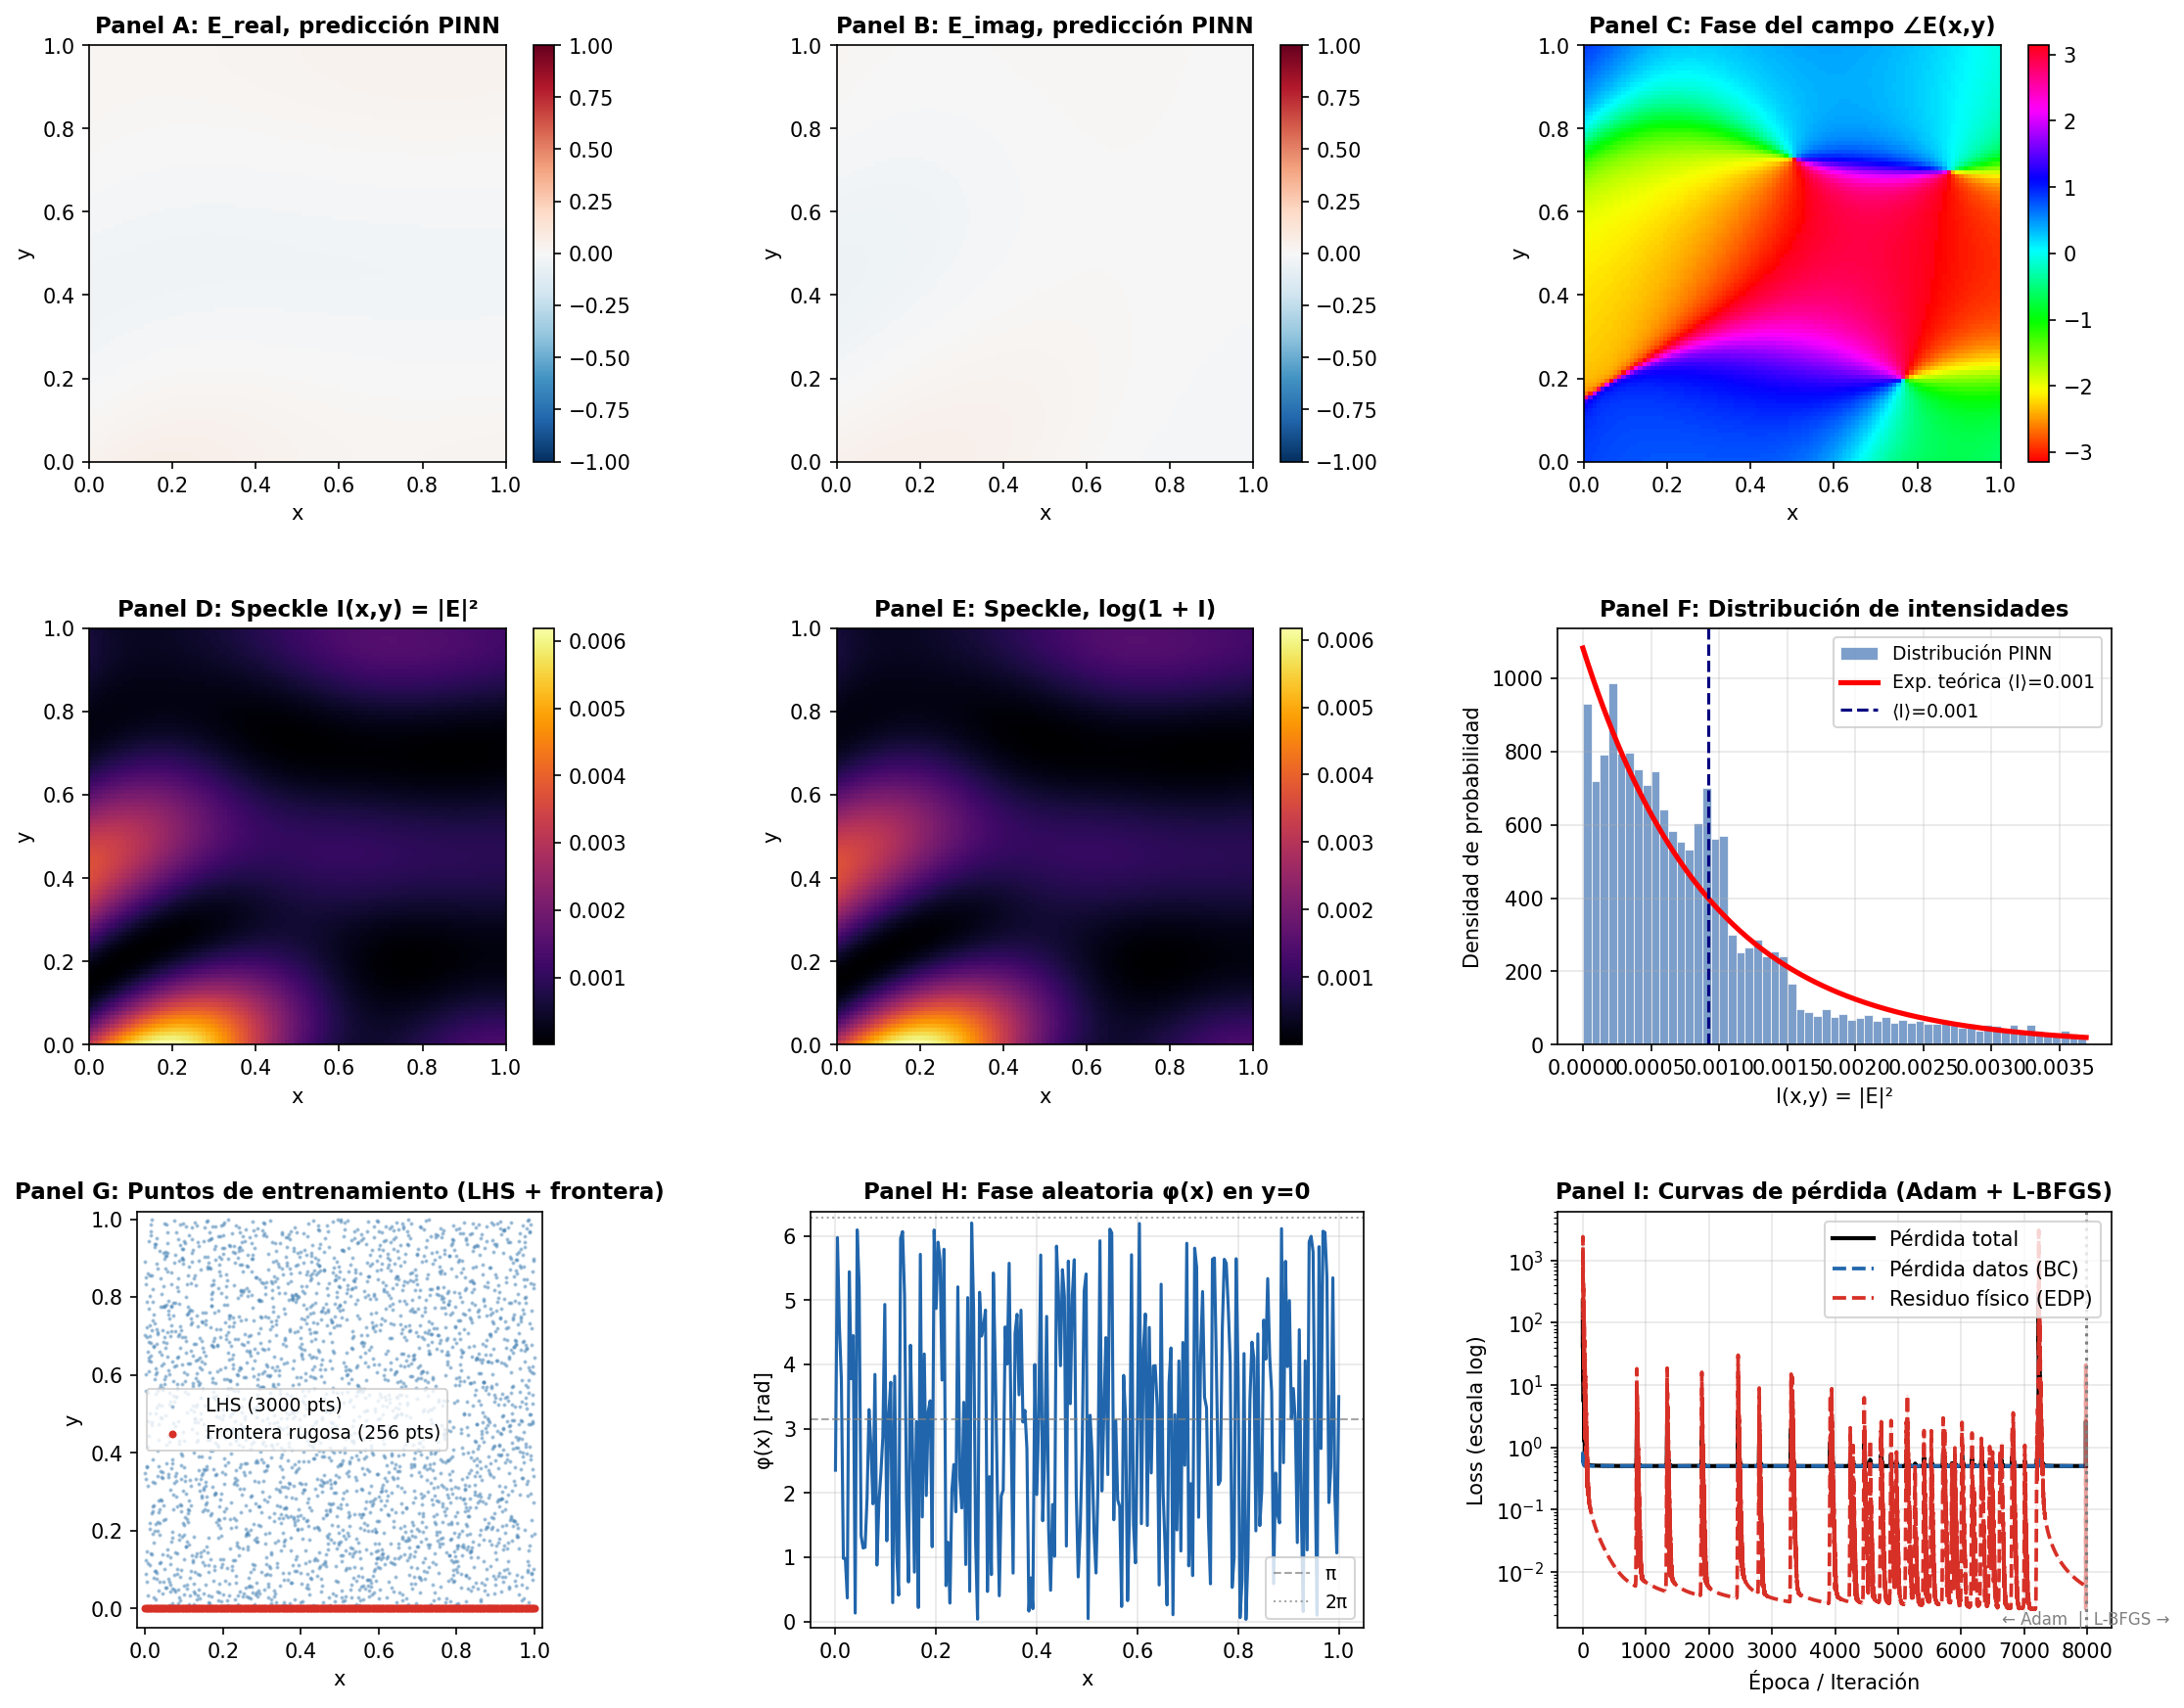 Panel A: E_real, predicción PINN
1.0
0.8
0.6
0.4
0.2
0.0
y
0.0 0.2 0.4 0.6 0.8 1.0
x
1.00
0.75
0.50
0.25
0.00
−0.25
−0.50
−0.75
−1.00
Panel B: E_imag, predicción PINN
1.0
0.8
0.6
0.4
0.2
0.0
y
0.0 0.2 0.4 0.6 0.8 1.0
x
1.00
0.75
0.50
0.25
0.00
−0.25
−0.50
−0.75
−1.00
Panel C: Fase del campo ∠E(x,y)
1.0
0.8
0.6
0.4
0.2
0.0
y
0.0 0.2 0.4 0.6 0.8 1.0
x
3
2
1
0
−1
−2
−3
Panel D: Speckle I(x,y) = |E|²
1.0
0.8
0.6
0.4
0.2
0.0
y
0.0 0.2 0.4 0.6 0.8 1.0
x
0.006
0.005
0.004
0.003
0.002
0.001
Panel E: Speckle, log(1 + I)
1.0
0.8
0.6
0.4
0.2
0.0
y
0.0 0.2 0.4 0.6 0.8 1.0
x
0.006
0.005
0.004
0.003
0.002
0.001
Panel F: Distribución de intensidades
Distribución PINN
Exp. teórica ⟨I⟩=0.001
⟨I⟩=0.001
1000
800
600
400
200
0
Densidad de probabilidad
0.0000 0.0005 0.0010 0.0015 0.0020 0.0025 0.0030 0.0035
I(x,y) = |E|²
Panel G: Puntos de entrenamiento (LHS + frontera)
1.0
0.8
0.6
0.4
0.2
0.0
y
LHS (3000 pts)
Frontera rugosa (256 pts)
0.0 0.2 0.4 0.6 0.8 1.0
x
Panel H: Fase aleatoria φ(x) en y=0
6
5
4
3
2
1
0
φ(x) [rad]
π
2π
0.0 0.2 0.4 0.6 0.8 1.0
x
Panel I: Curvas de pérdida (Adam + L-BFGS)
Pérdida total
Pérdida datos (BC)
Residuo físico (EDP)
10³
10²
10¹
10⁰
10⁻¹
10⁻²
Loss (escala log)
← Adam | L-BFGS →
0 1000 2000 3000 4000 5000 6000 7000 8000
Época / Iteración